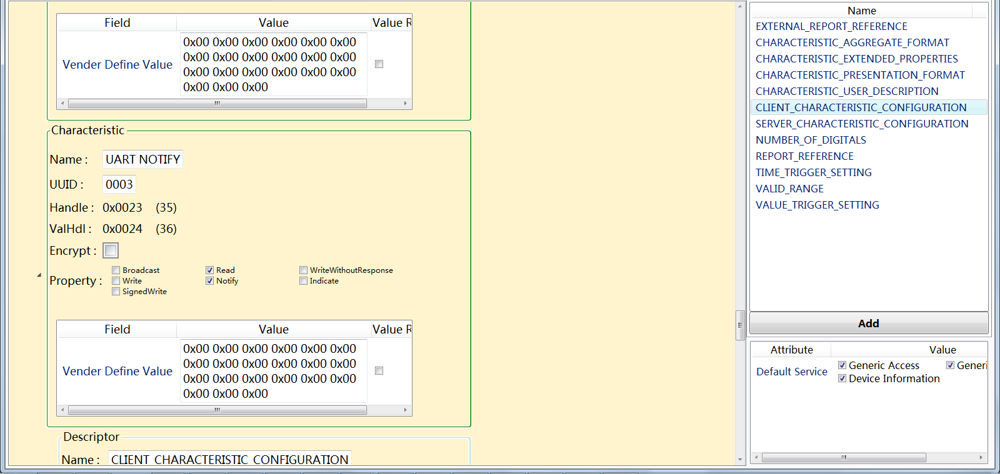 Field Value Value R
Vender Define Value
0x00 0x00 0x00 0x00 0x00 0x00
0x00 0x00 0x00 0x00 0x00 0x00
0x00 0x00 0x00 0x00 0x00 0x00
0x00 0x00 0x00
Characteristic
Name : UART NOTIFY
UUID : 0003
Handle : 0x0023 (35)
ValHdl : 0x0024 (36)
Encrypt :
Property :
Broadcast Read WriteWithoutResponse
Write Notify Indicate
SignedWrite
Field Value Value R
Vender Define Value
0x00 0x00 0x00 0x00 0x00 0x00
0x00 0x00 0x00 0x00 0x00 0x00
0x00 0x00 0x00 0x00 0x00 0x00
0x00 0x00 0x00
Descriptor
Name : CLIENT_CHARACTERISTIC_CONFIGURATION
Name
EXTERNAL_REPORT_REFERENCE
CHARACTERISTIC_AGGREGATE_FORMAT
CHARACTERISTIC_EXTENDED_PROPERTIES
CHARACTERISTIC_PRESENTATION_FORMAT
CHARACTERISTIC_USER_DESCRIPTION
CLIENT_CHARACTERISTIC_CONFIGURATION
SERVER_CHARACTERISTIC_CONFIGURATION
NUMBER_OF_DIGITALS
REPORT_REFERENCE
TIME_TRIGGER_SETTING
VALID_RANGE
VALUE_TRIGGER_SETTING
Add
Attribute Value
Default Service
Generic Access Generi
Device Information